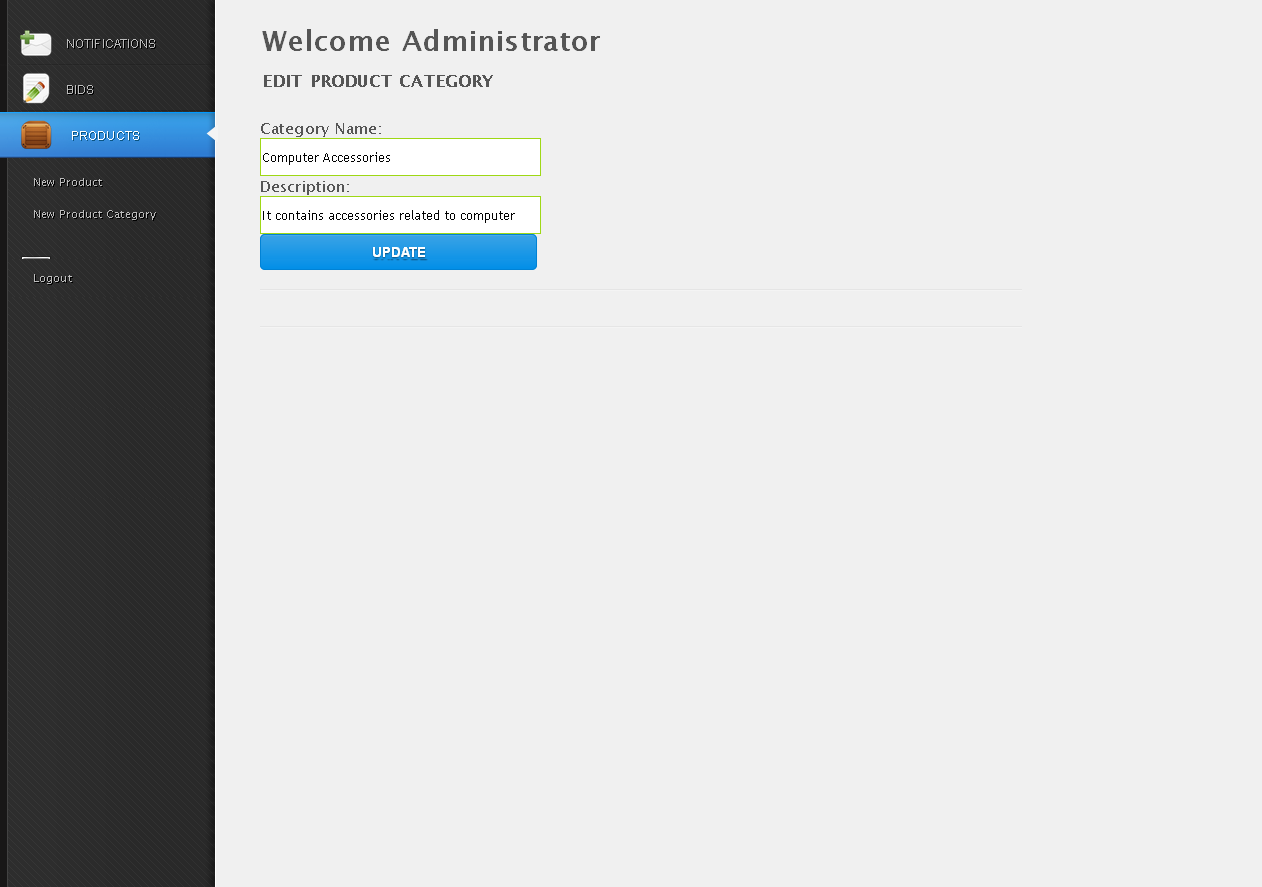 NOTIFICATIONS
BIDS
PRODUCTS
New Product
New Product Category
Logout
Welcome Administrator
EDIT PRODUCT CATEGORY
Category Name:
Computer Accessories
Description:
It contains accessories related to computer
UPDATE